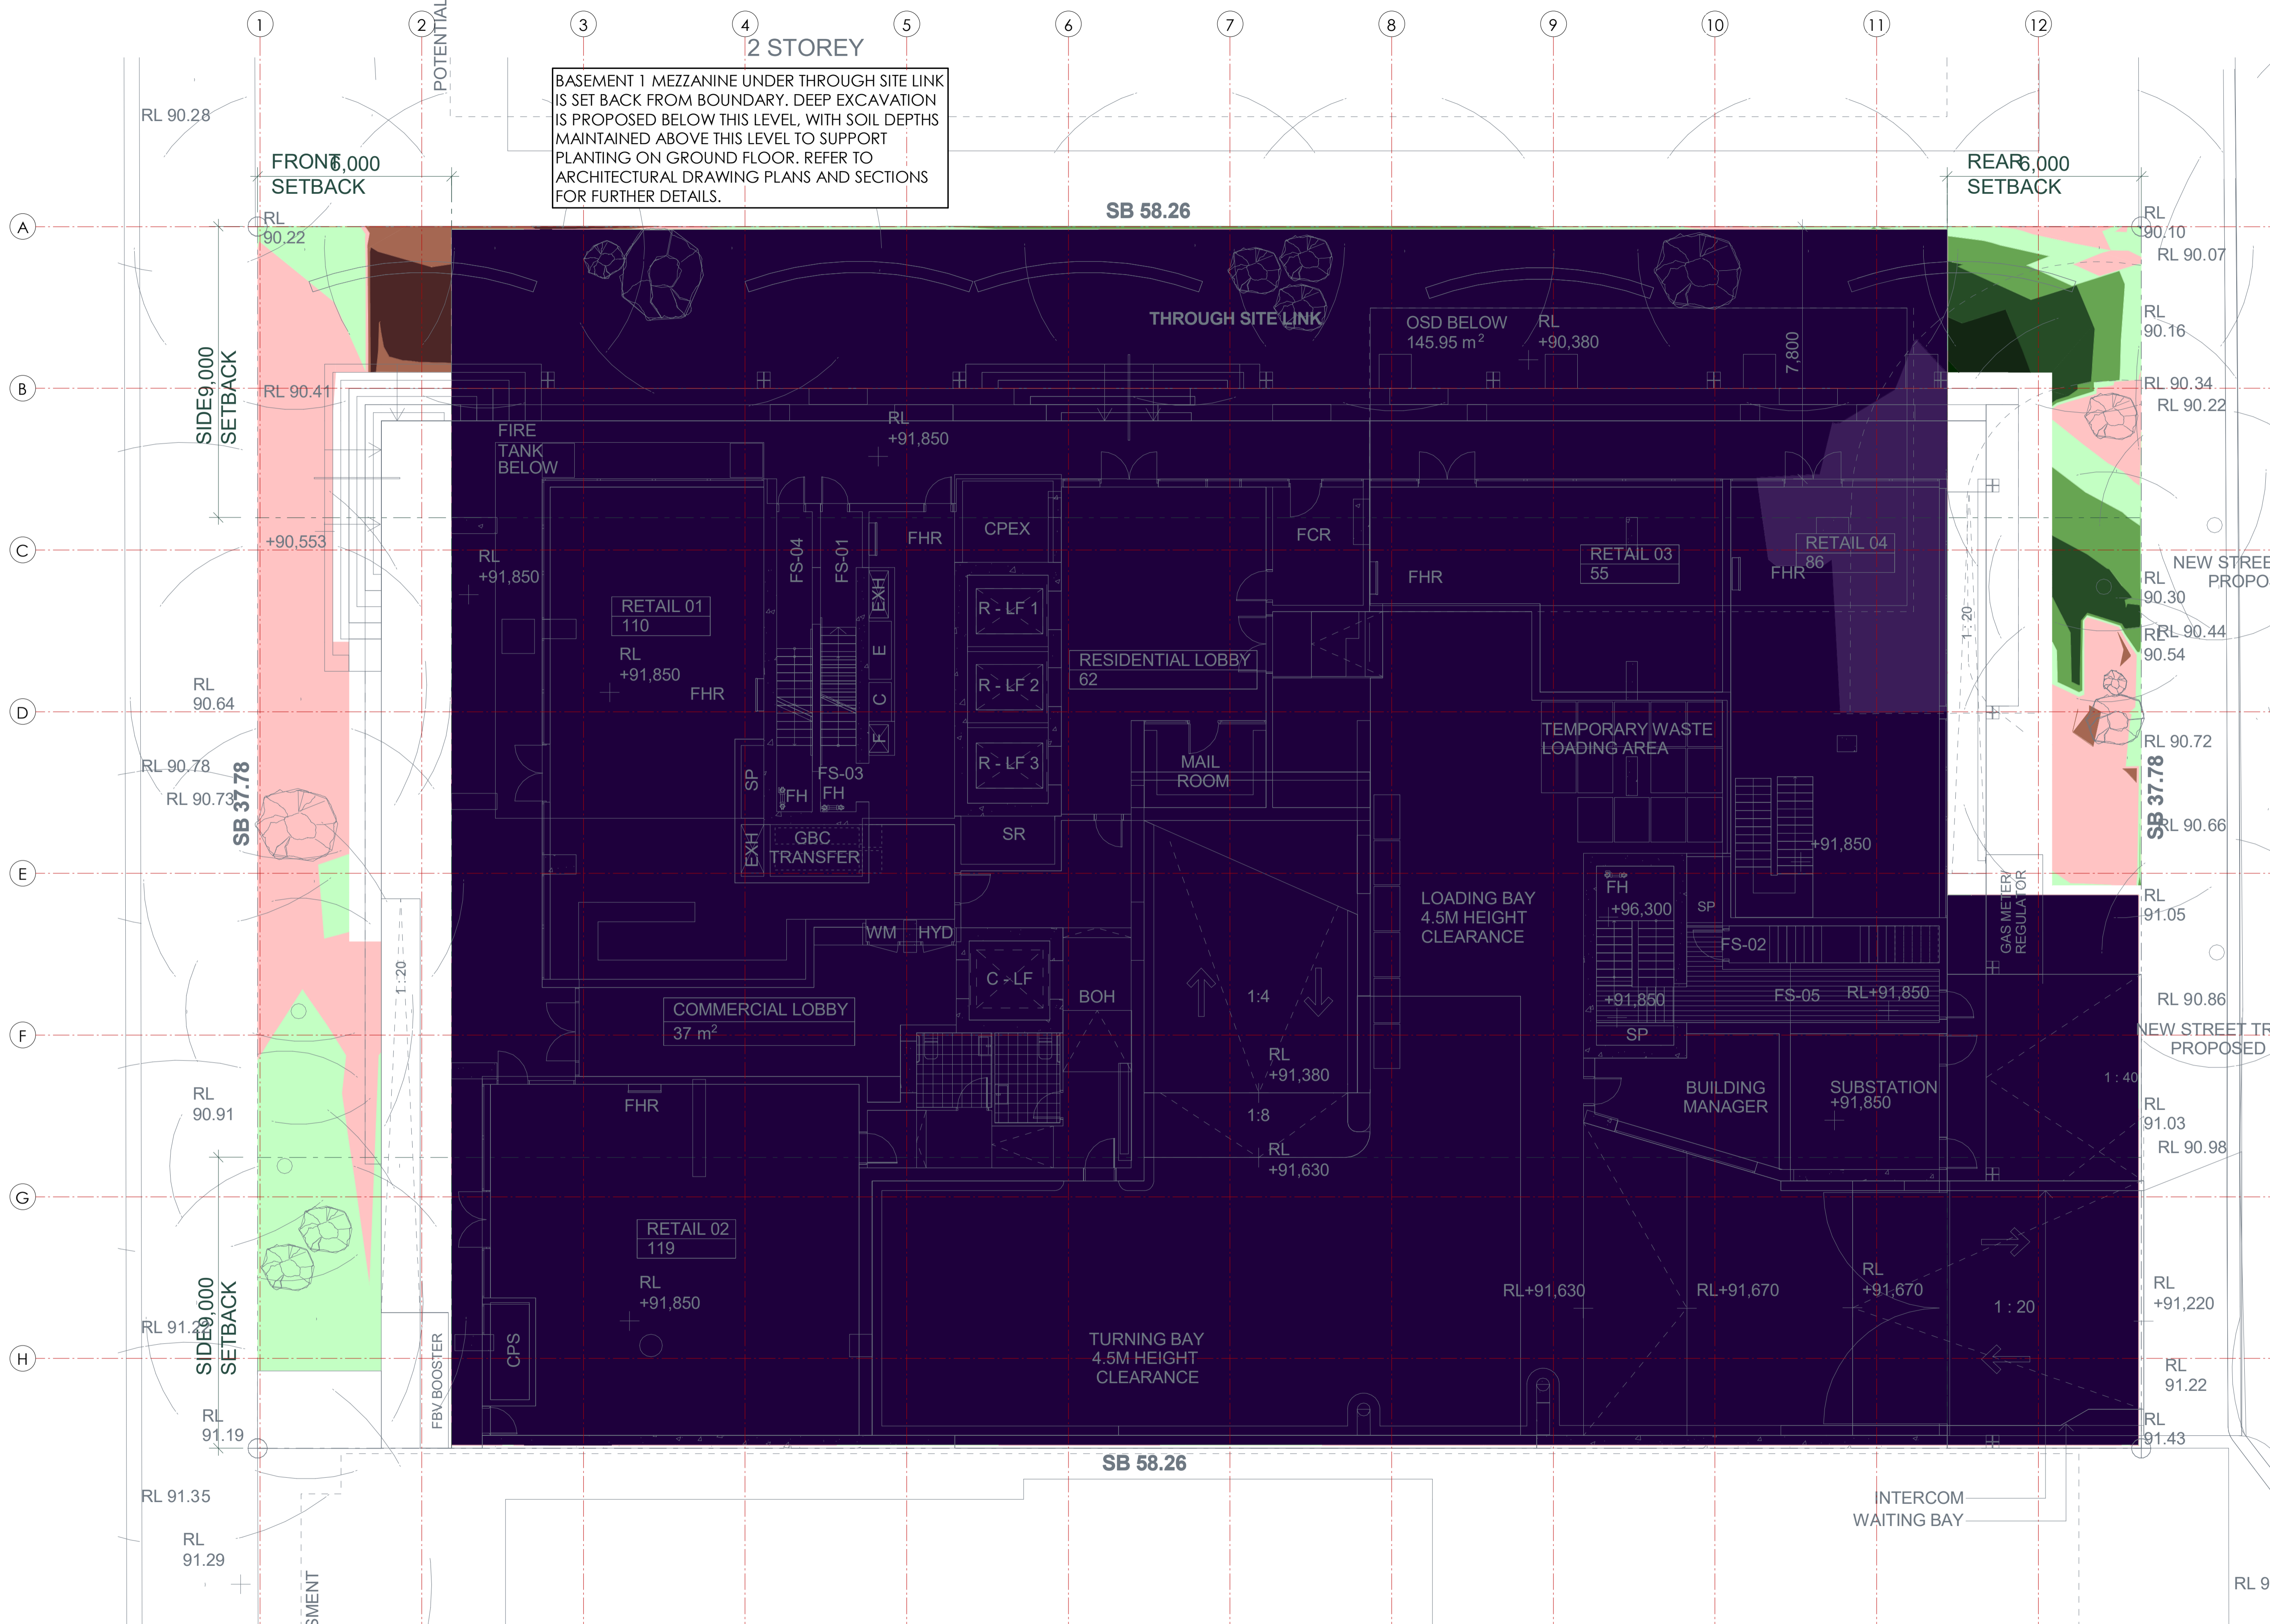 1
2
3
4
5
6
7
8
9
10
11
12
POTENTIAL
2 STOREY
BASEMENT 1 MEZZANINE UNDER THROUGH SITE LINK
IS SET BACK FROM BOUNDARY. DEEP EXCAVATION
IS PROPOSED BELOW THIS LEVEL, WITH SOIL DEPTHS
MAINTAINED ABOVE THIS LEVEL TO SUPPORT
PLANTING ON GROUND FLOOR. REFER TO
ARCHITECTURAL DRAWING PLANS AND SECTIONS
FOR FURTHER DETAILS.
RL 90.28
FRONT 6,000
SETBACK
REAR 6,000
SETBACK
SB 58.26
A
RL
90.22
RL
90.10
RL 90.07
THROUGH SITE LINK
OSD BELOW
145.95 m²
RL
+90,380
7,800
RL
90.16
SIDE 9,000
SETBACK
B
RL 90.41
RL 90.34
RL 90.22
RL
+91,850
FIRE
TANK
BELOW
C
+90,553
RL
+91,850
FS-04
FS-01
FHR
CPEX
FCR
FHR
RETAIL 03
55
RETAIL 04
86
FHR
NEW STREE
PROPO
RL
90.30
RETAIL 01
110
EXH
R - LF 1
1 : 20
RL 90.44
RL
90.54
RL
+91,850
FHR
E
C
F
R - LF 2
RESIDENTIAL LOBBY
62
RL
90.64
D
TEMPORARY WASTE
LOADING AREA
RL 90.72
RL 90.78
RL 90.73
SB 37.78
SP
FS-03
FH
FH
R - LF 3
MAIL
ROOM
SB 37.78
RL 90.66
EXH
GBC
TRANSFER
SR
+91,850
E
FH
+96,300
SP
LOADING BAY
4.5M HEIGHT
CLEARANCE
GAS METER/
REGULATOR
RL
91.05
WM
HYD
FS-02
1 :20
C - LF
BOH
1:4
+91,850
FS-05
RL+91,850
RL 90.86
COMMERCIAL LOBBY
37 m²
F
SP
NEW STREET TR
PROPOSED
RL
+91,380
1 : 40
RL
90.91
FHR
1:8
BUILDING
MANAGER
SUBSTATION
+91,850
RL
91.03
RL
+91,630
RL 90.98
G
RETAIL 02
119
SIDE 9,000
SETBACK
RL
+91,850
RL+91,630
RL+91,670
RL
+91,670
1 : 20
RL
+91,220
RL 91.22
H
FBV BOOSTER
CPS
TURNING BAY
4.5M HEIGHT
CLEARANCE
RL
91.22
RL
91.19
RL
91.43
SB 58.26
RL 91.35
INTERCOM
WAITING BAY
RL
91.29
SMENT
RL 9